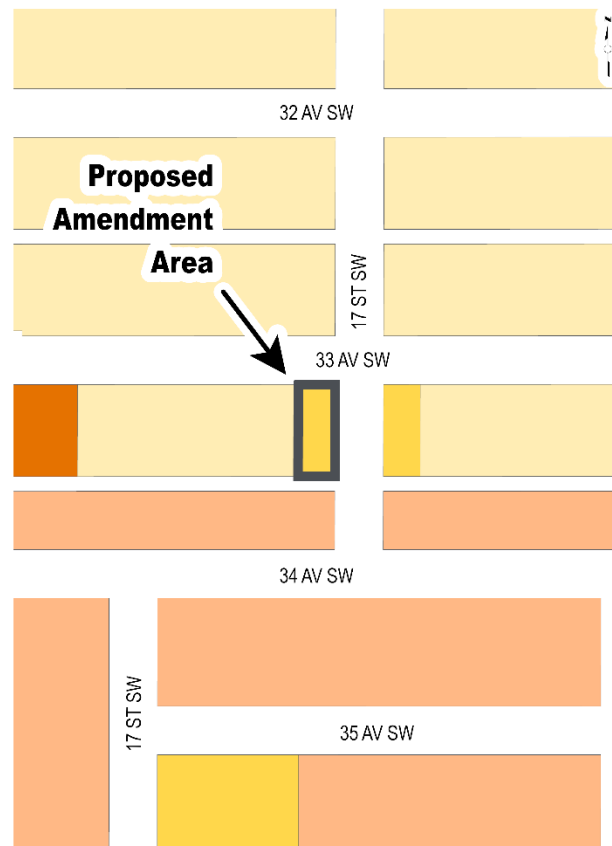 32 AV SW
Proposed
Amendment
Area
17 ST SW
33 AV SW
34 AV SW
17 ST SW
35 AV SW